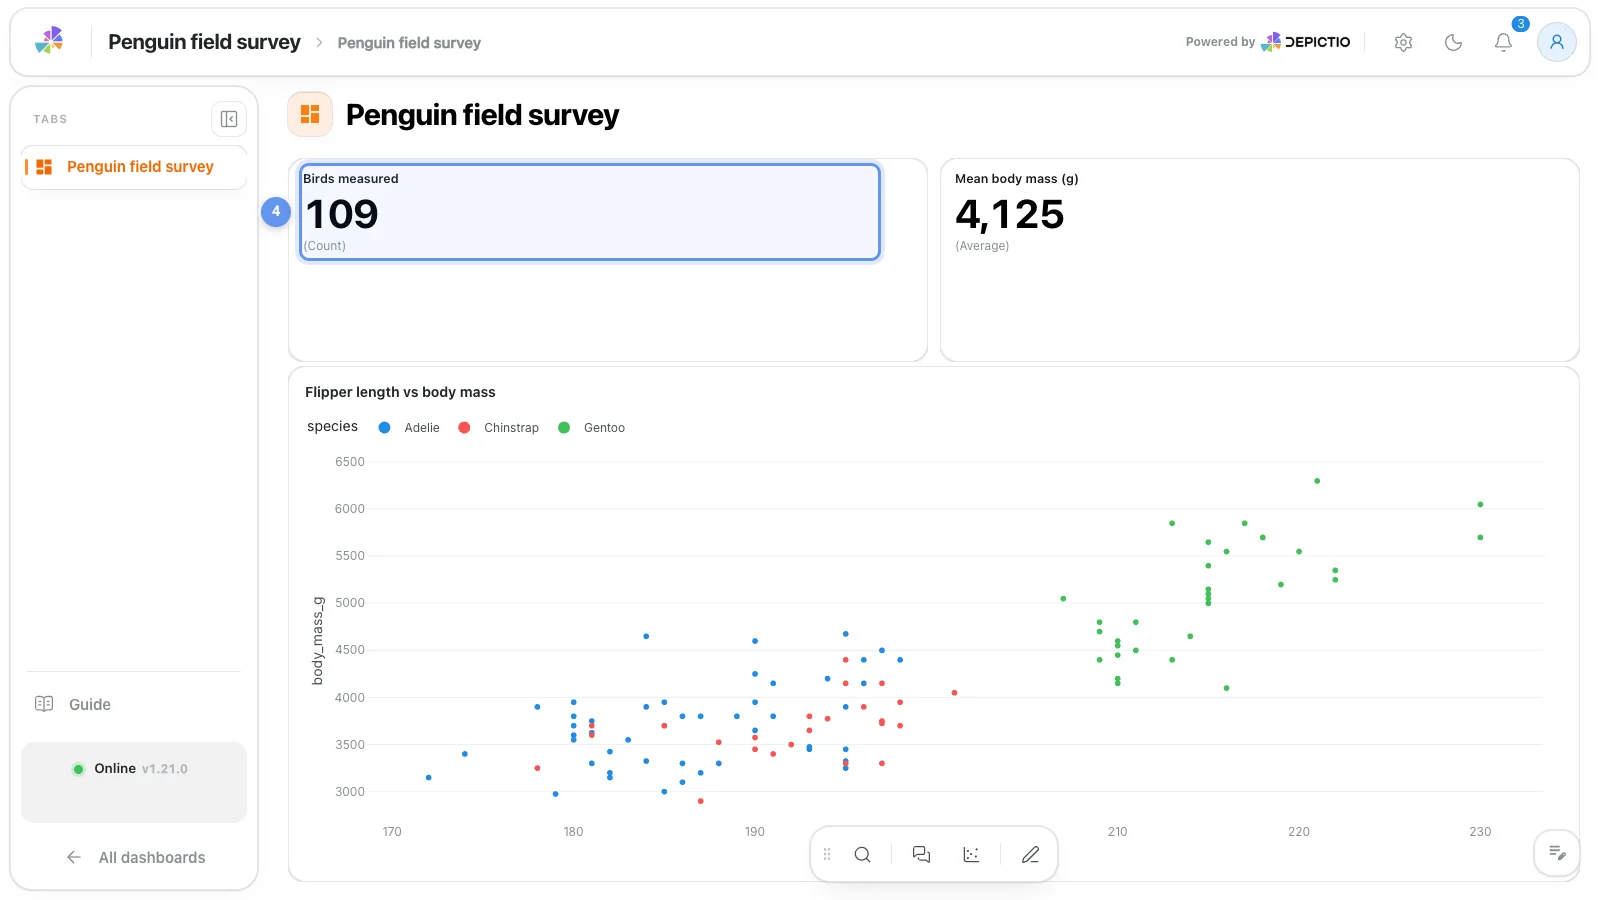 Penguin field survey
Penguin field survey
Powered by DEPICTIO
3
TABS
Penguin field survey
Penguin field survey
4
Birds measured
109
(Count)
Mean body mass (g)
4,125
(Average)
Flipper length vs body mass
species Adelie Chinstrap Gentoo
6500
6000
5500
5000
4500
4000
3500
3000
body_mass_g
170 180 190 210 220 230
Guide
Online v1.21.0
All dashboards